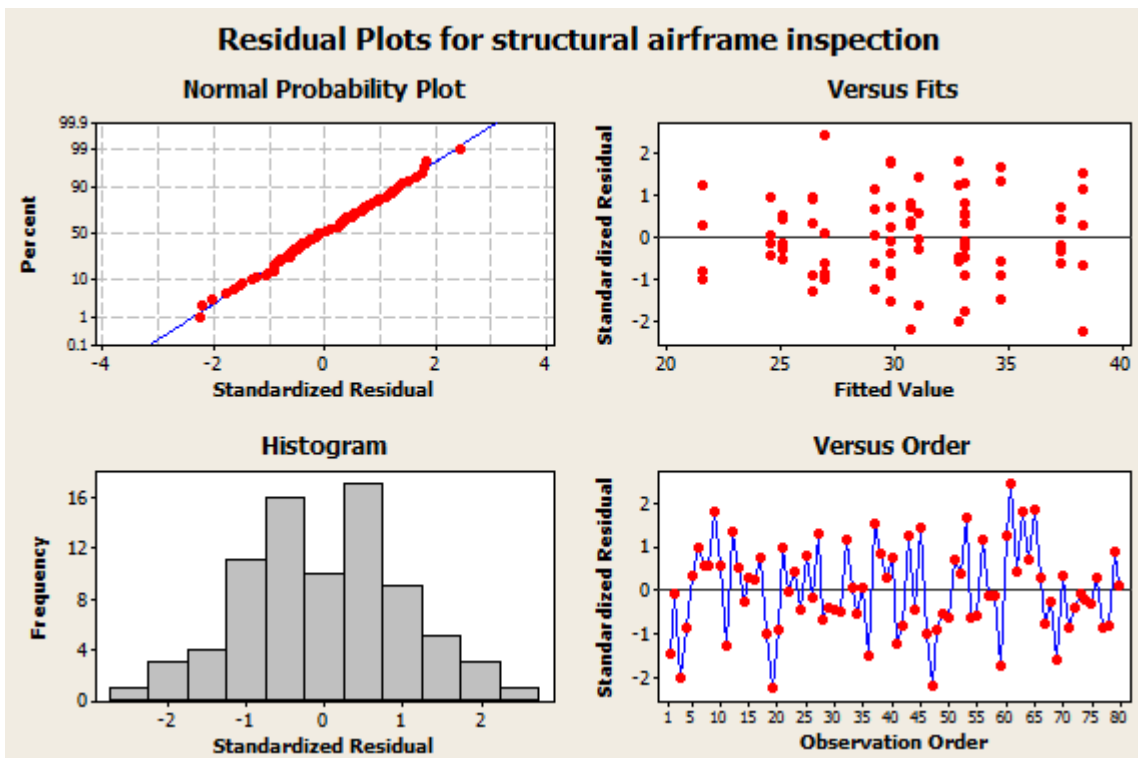 Residual Plots for structural airframe inspection
Normal Probability Plot
99.9
99
90
50
10
1
0.1
Percent
-4 -2 0 2 4
Standardized Residual
Versus Fits
2
1
0
-1
-2
Standardized Residual
20 25 30 35 40
Fitted Value
Histogram
16
12
8
4
0
Frequency
-2 -1 0 1 2
Standardized Residual
Versus Order
2
1
0
-1
-2
Standardized Residual
1 5 10 15 20 25 30 35 40 45 50 55 60 65 70 75 80
Observation Order